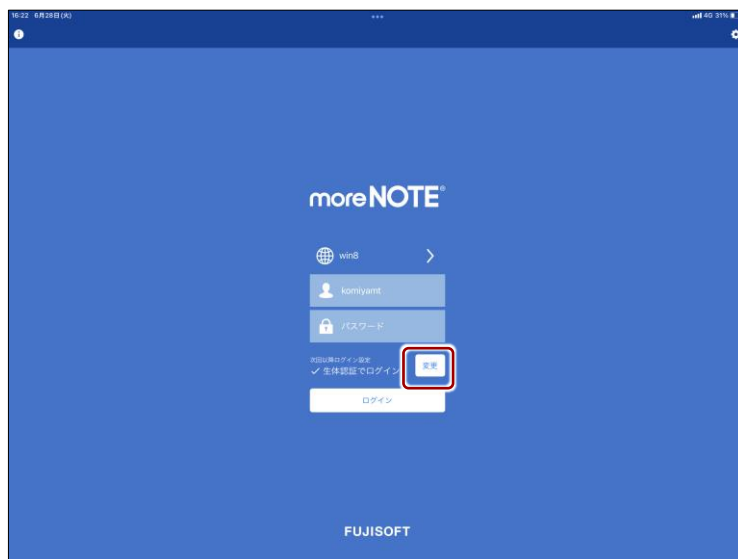 16:22 6月28日(火)
4G 31%
moreNOTE®
win8
komiyamt
パスワード
次回以降ログイン設定
✓ 生体認証でログイン
変更
ログイン
FUJISOFT